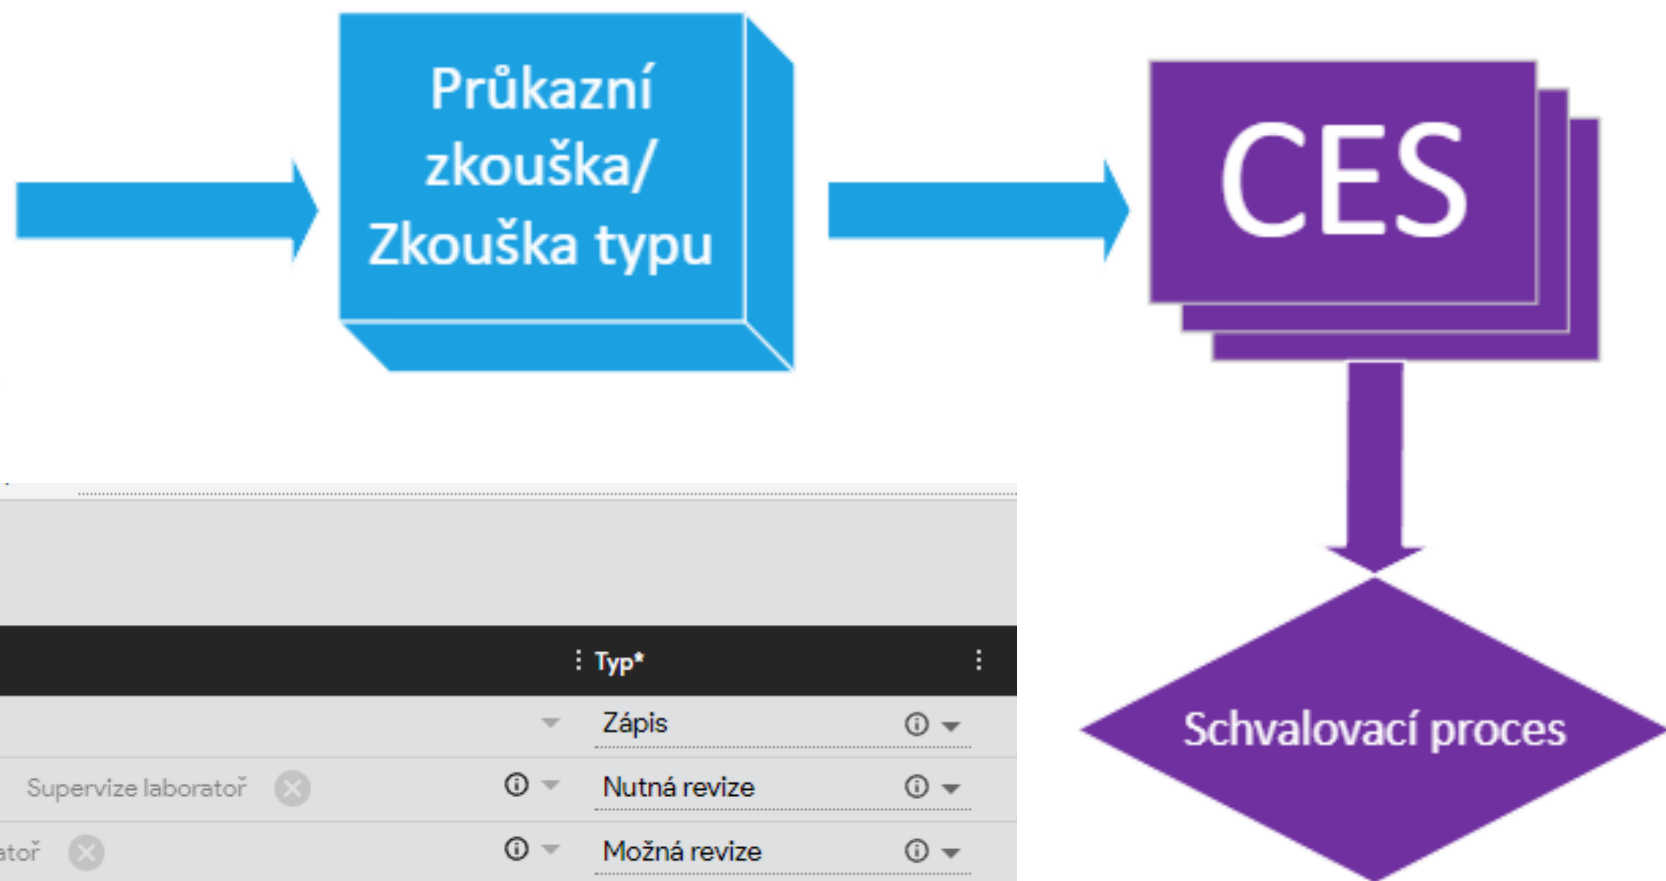 Průkazní
zkouška/
Zkouška typu
CES
Schvalovací proces
Typ*
Zápis
Supervize laboratoř
Nutná revize
Možná revize